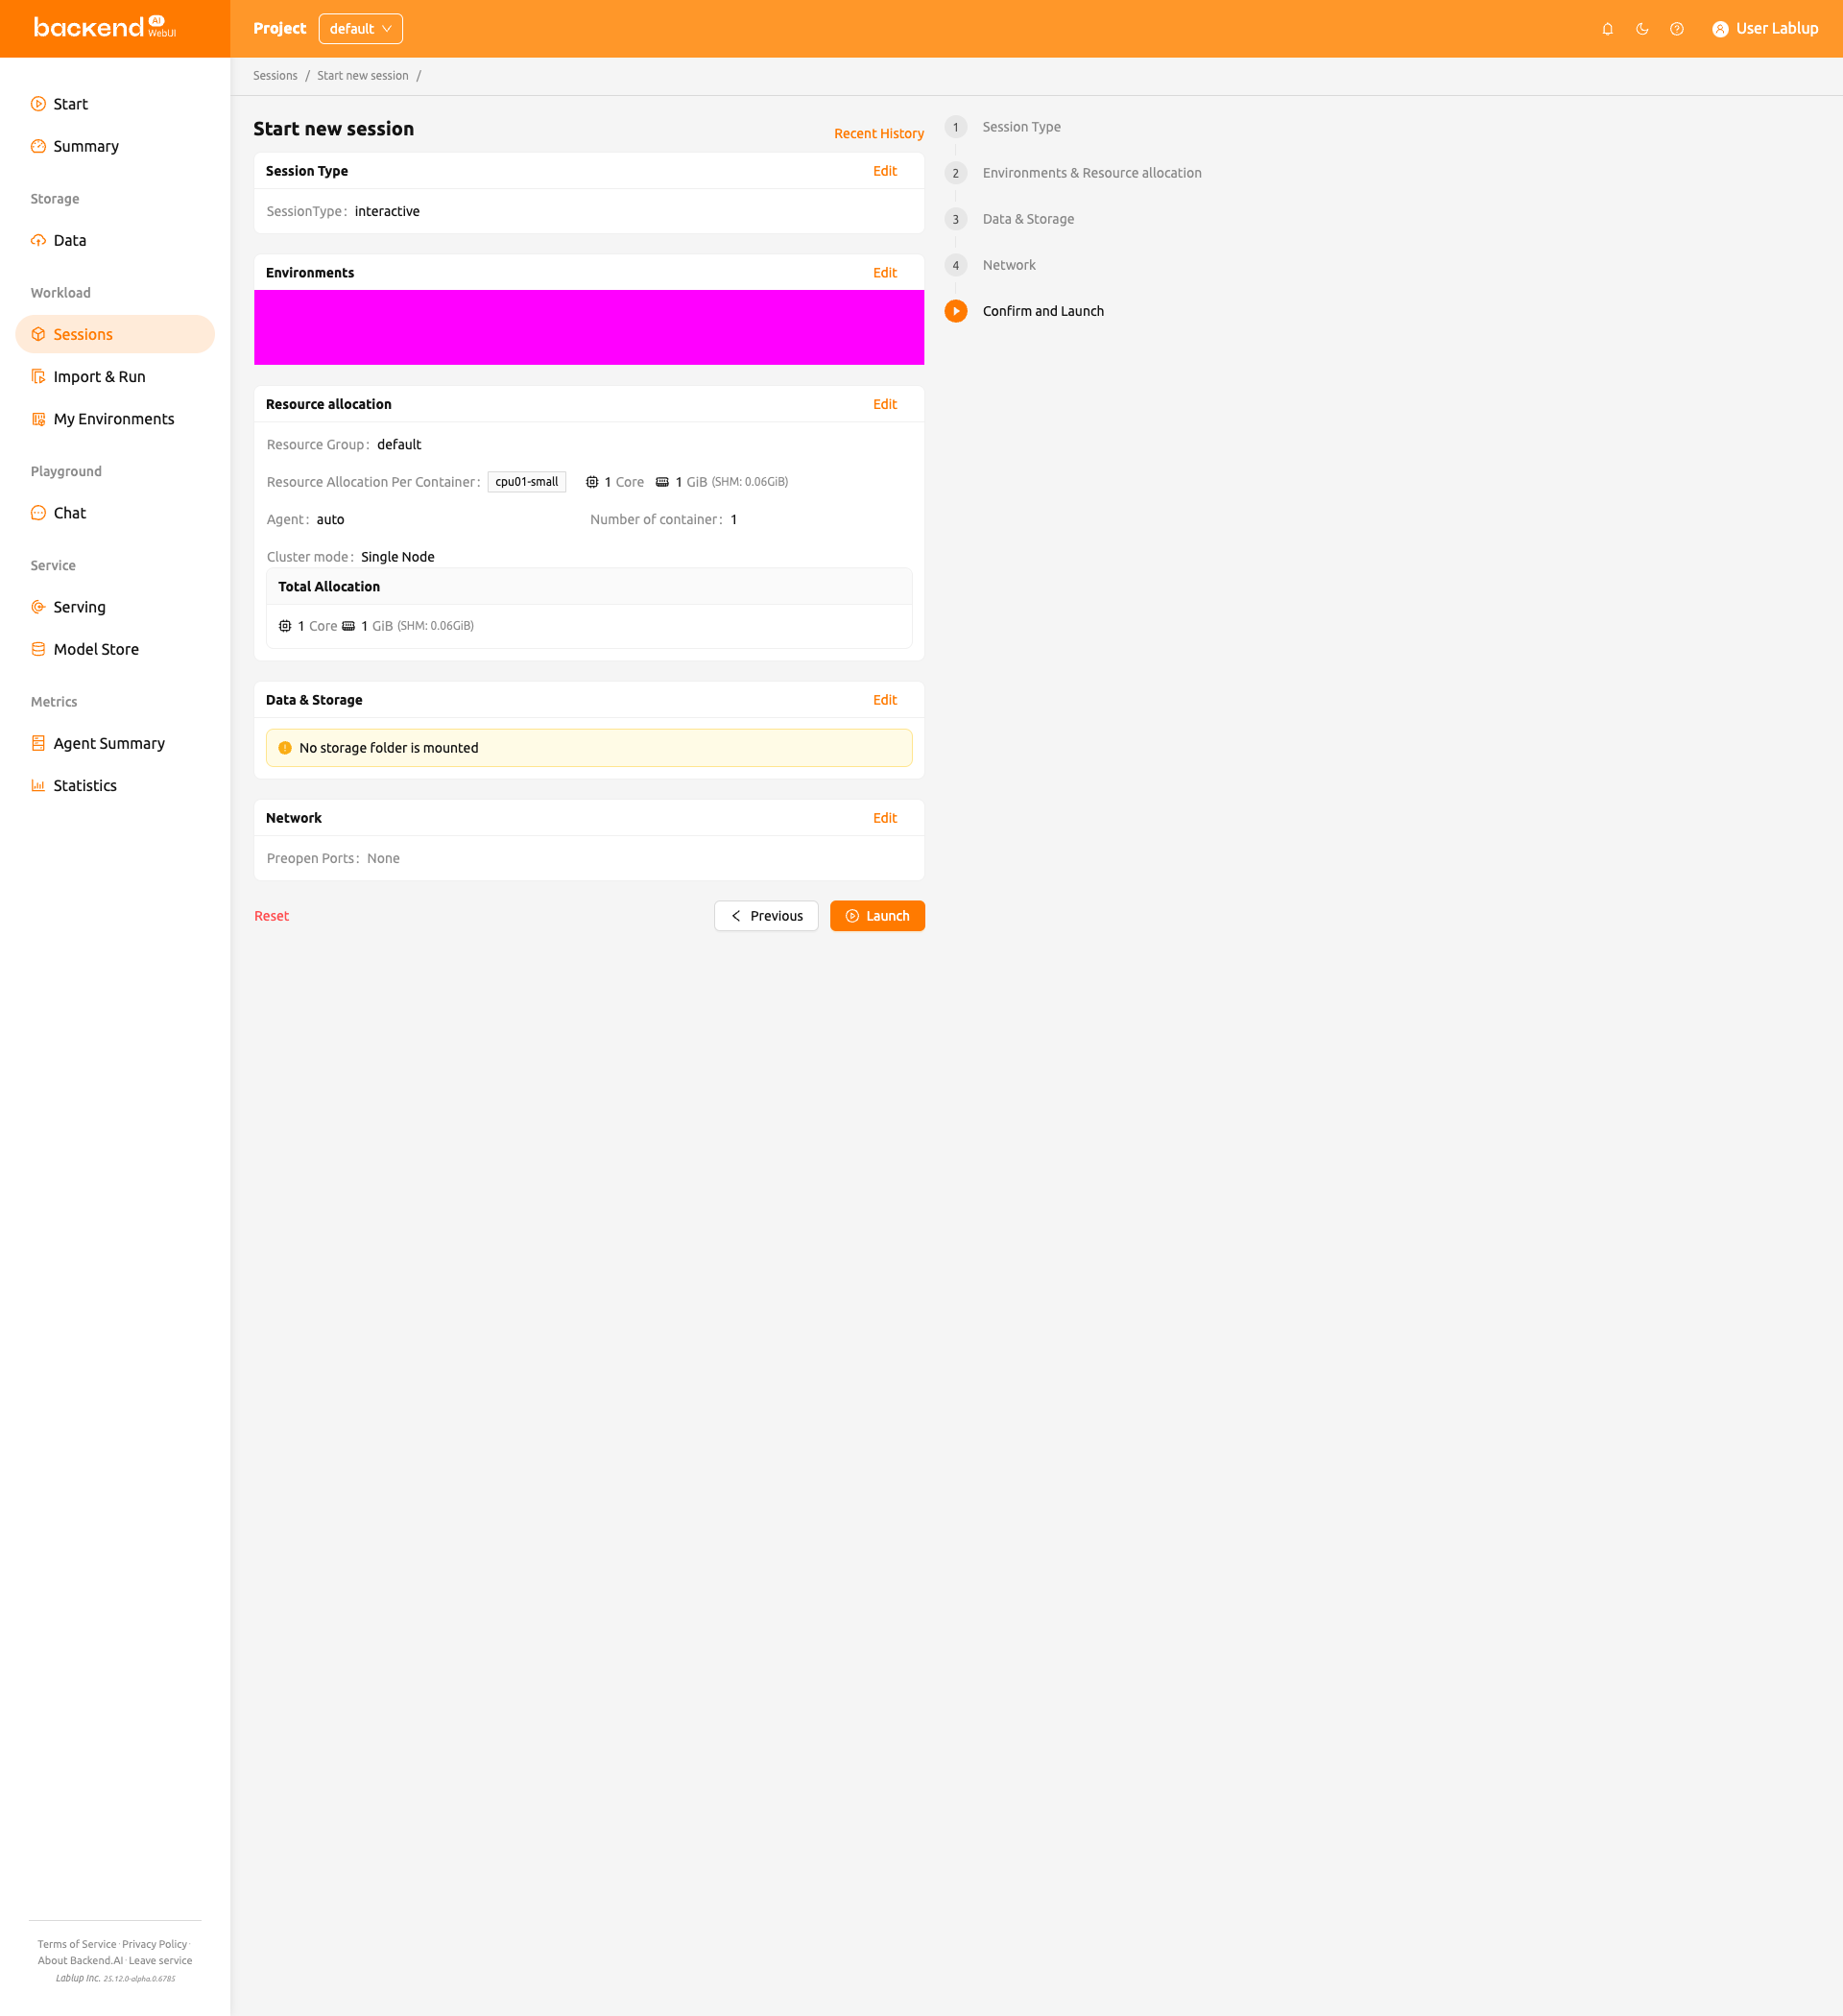 backend AI WebUI
Project default
User Lablup
Start
Summary
Storage
Data
Workload
Sessions
Import & Run
My Environments
Playground
Chat
Service
Serving
Model Store
Metrics
Agent Summary
Statistics
Terms of Service · Privacy Policy ·
About Backend.AI · Leave service
Lablup Inc. 25.12.0-alpha.0.6785
Sessions / Start new session /
Start new session
Recent History
Session Type Edit
SessionType: interactive
Environments Edit
Resource allocation Edit
Resource Group: default
Resource Allocation Per Container: cpu01-small 1 Core 1 GiB (SHM: 0.06GiB)
Agent: auto Number of container: 1
Cluster mode: Single Node
Total Allocation
1 Core 1 GiB (SHM: 0.06GiB)
Data & Storage Edit
No storage folder is mounted
Network Edit
Preopen Ports: None
Reset Previous Launch
1 Session Type
2 Environments & Resource allocation
3 Data & Storage
4 Network
Confirm and Launch